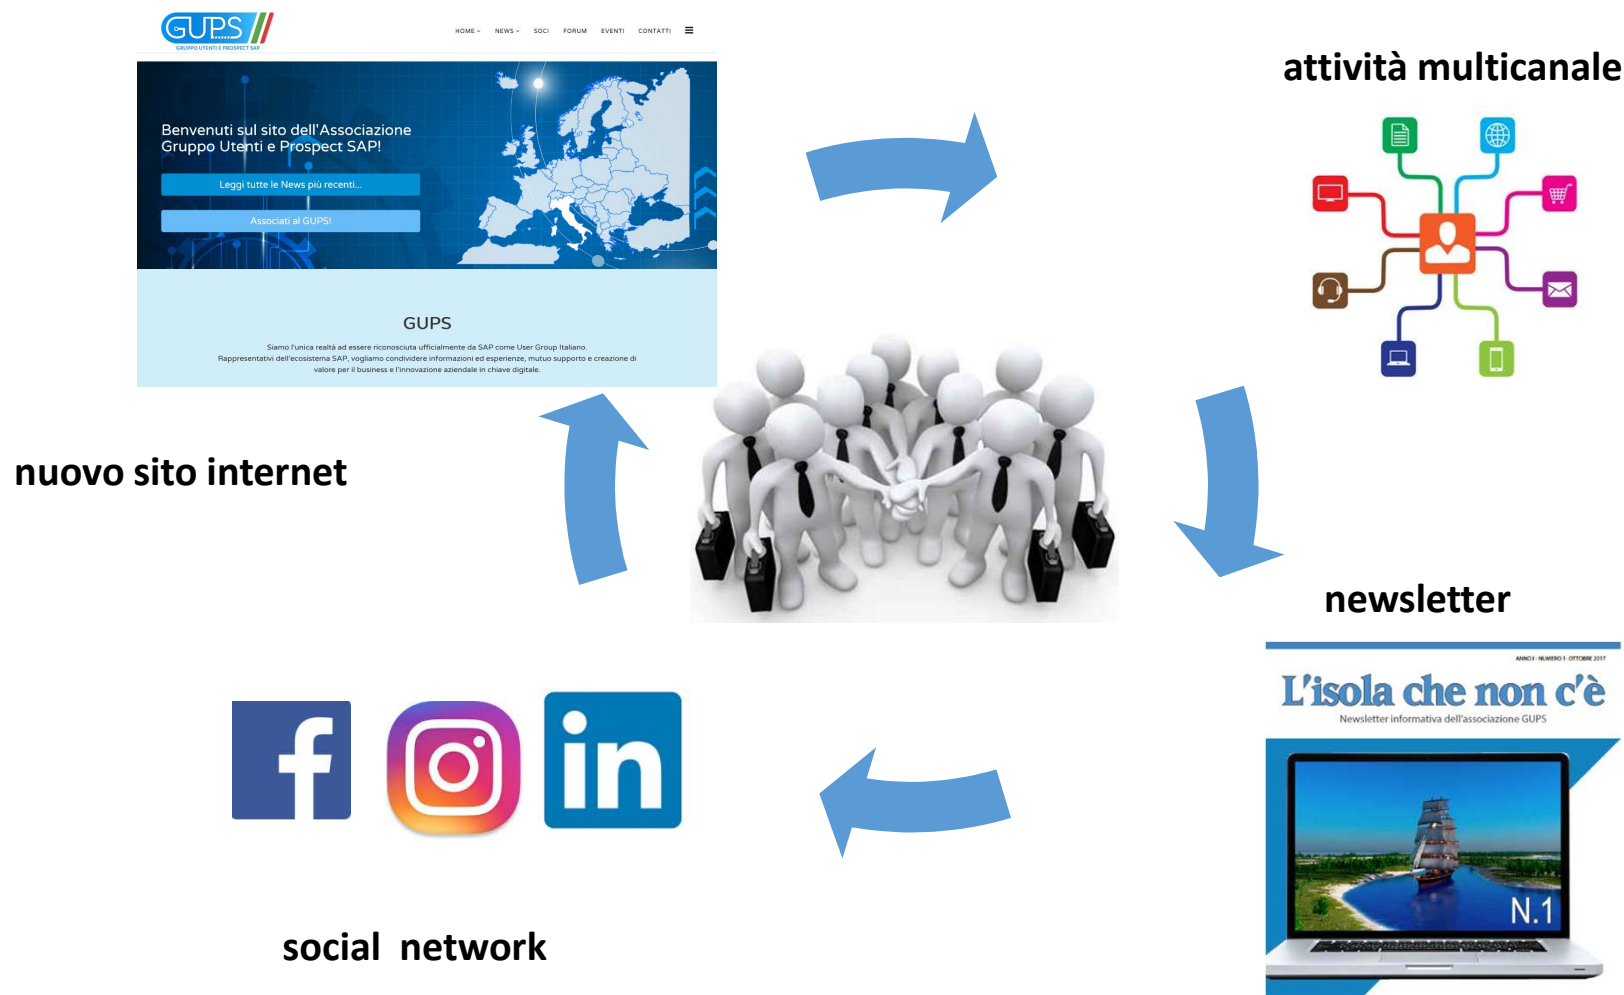 GUPS
GRUPPO UTENTI E PROSPECT SAP
HOME NEWS SOCI FORUM EVENTI CONTATTI
Benvenuti sul sito dell'Associazione
Gruppo Utenti e Prospect SAP!
Leggi tutte le News più recenti...
Associati al GUPS!
GUPS
Siamo l'unica realtà ad essere riconosciuta ufficialmente da SAP come User Group Italiano.
Rappresentativi dell'ecosistema SAP, vogliamo condividere informazioni ed esperienze, mutuo supporto e creazione di
valore per il business e l'innovazione aziendale in chiave digitale.
attività multicanale
nuovo sito internet
newsletter
ANNO I - NUMERO 1 - OTTOBRE 2017
L'isola che non c'è
Newsletter informativa dell'associazione GUPS
N.1
f
in
social network